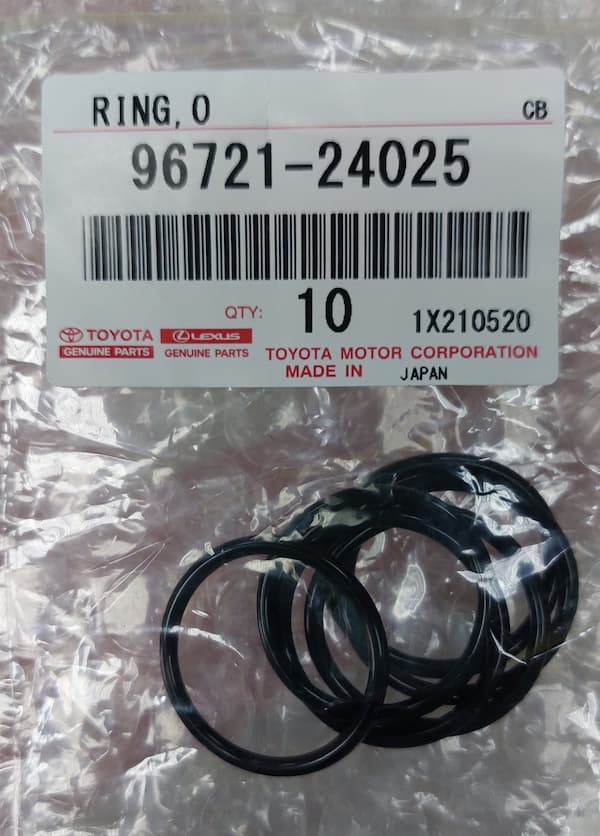 RING, O CB
96721-24025
QTY: 10 1X210520
TOYOTA LEXUS
GENUINE PARTS GENUINE PARTS TOYOTA MOTOR CORPORATION
MADE IN JAPAN